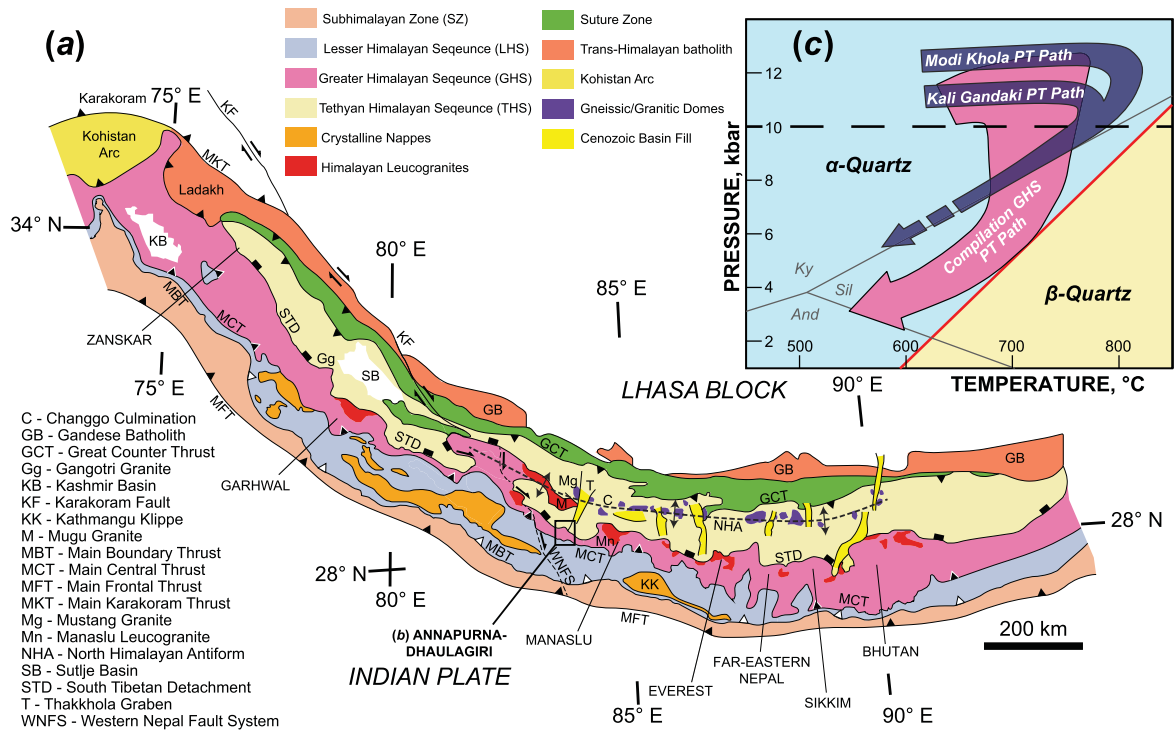 (a)
Subhimalayan Zone (SZ)
Lesser Himalayan Seqeunce (LHS)
Greater Himalayan Seqeunce (GHS)
Tethyan Himalayan Seqeunce (THS)
Crystalline Nappes
Himalayan Leucogranites
Suture Zone
Trans-Himalayan batholith
Kohistan Arc
Gneissic/Granitic Domes
Cenozoic Basin Fill
Karakoram
75° E
KF
Kohistan
Arc
MKT
Ladakh
34° N
KB
80° E
85° E
MBT
MCT
STD
ZANSKAR
KF
Gg
SB
75° E
MFT
LHASA BLOCK
90° E
GB
GCT
STD
GARHWAL
Mg
T
M
C
GCT
GB
GB
NHA
28° N
MBT
Mn
MCT
STD
WNFS
28° N
80° E
KK
MCT
MFT
MANASLU
(b) ANNAPURNA-
DHAULAGIRI
INDIAN PLATE
EVEREST
FAR-EASTERN
NEPAL
SIKKIM
BHUTAN
200 km
85° E
90° E
C - Changgo Culmination
GB - Gandese Batholith
GCT - Great Counter Thrust
Gg - Gangotri Granite
KB - Kashmir Basin
KF - Karakoram Fault
KK - Kathmangu Klippe
M - Mugu Granite
MBT - Main Boundary Thrust
MCT - Main Central Thrust
MFT - Main Frontal Thrust
MKT - Main Karakoram Thrust
Mg - Mustang Granite
Mn - Manaslu Leucogranite
NHA - North Himalayan Antiform
SB - Sutlje Basin
STD - South Tibetan Detachment
T - Thakkhola Graben
WNFS - Western Nepal Fault System
(c)
Modi Khola PT Path
Kali Gandaki PT Path
12
10
8
6
4
2
PRESSURE, kbar
α-Quartz
Compilation GHS
PT Path
Ky
Sil
And
β-Quartz
500
600
700
800
TEMPERATURE, °C